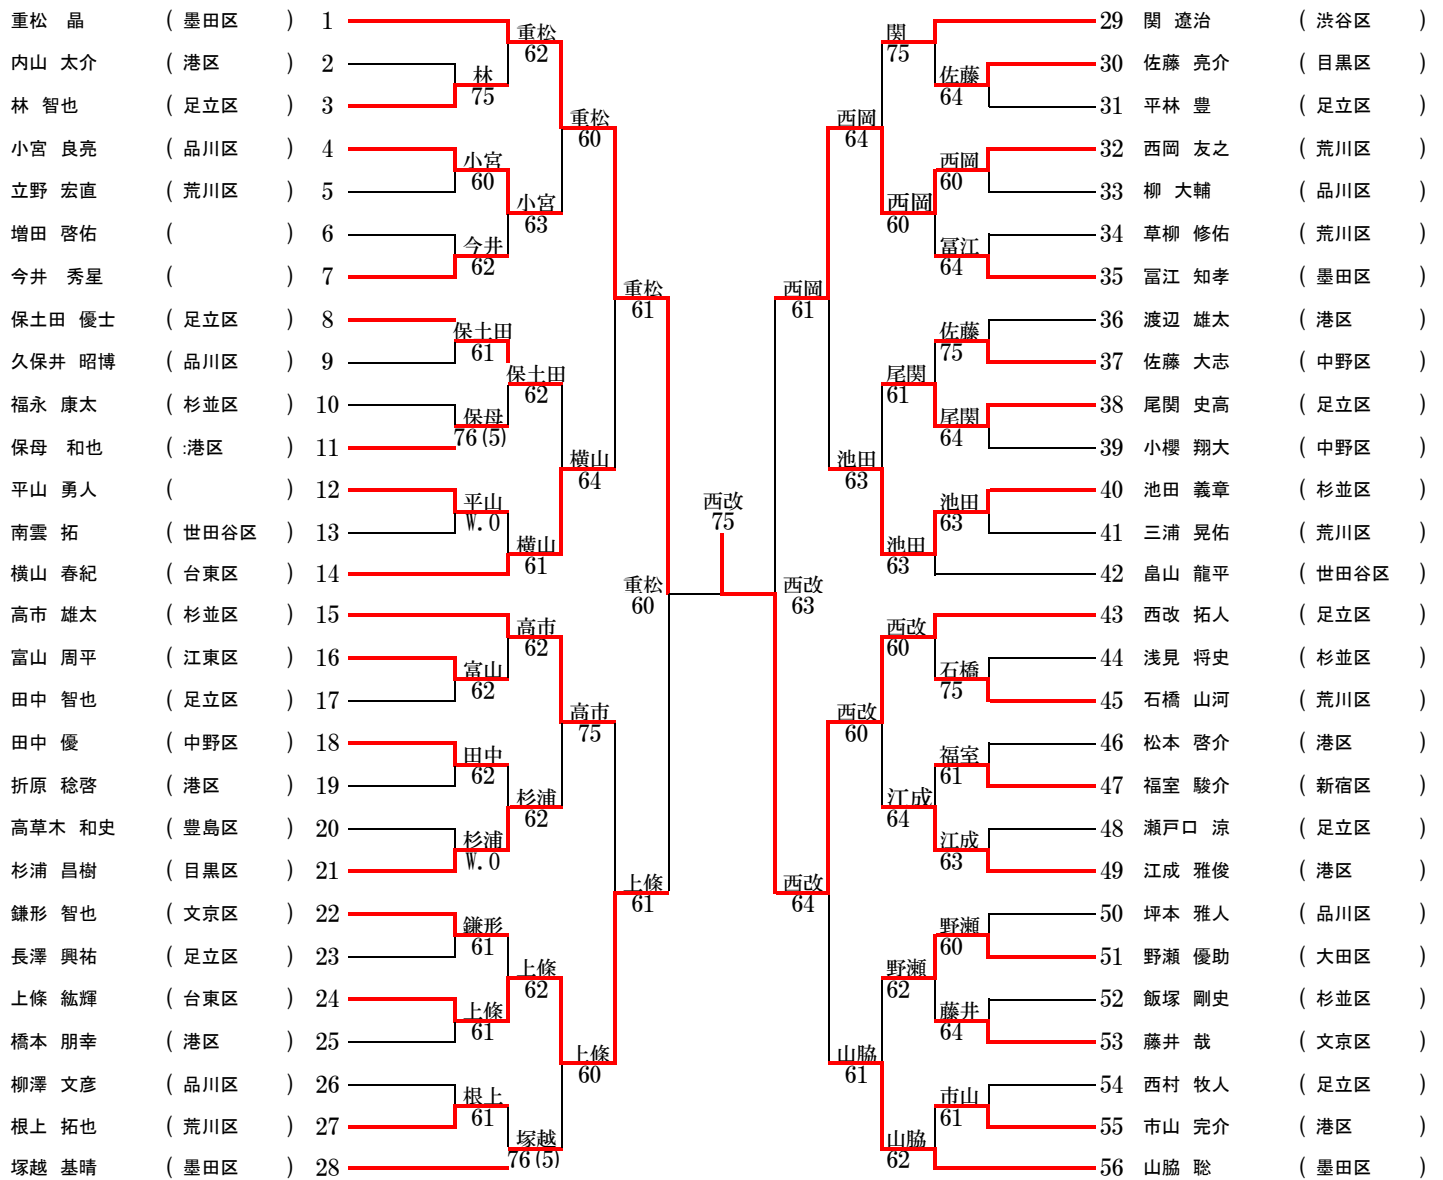 重松 晶 ( 墨田区 ) 1
内山 太介 ( 港区 ) 2
林 智也 ( 足立区 ) 3
小宮 良亮 ( 品川区 ) 4
立野 宏直 ( 荒川区 ) 5
増田 啓佑 ( ) 6
今井 秀星 ( ) 7
保土田 優士 ( 足立区 ) 8
久保井 昭博 ( 品川区 ) 9
福永 康太 ( 杉並区 ) 10
保母 和也 ( :港区 ) 11
平山 勇人 ( ) 12
南雲 拓 ( 世田谷区 ) 13
横山 春紀 ( 台東区 ) 14
高市 雄太 ( 杉並区 ) 15
富山 周平 ( 江東区 ) 16
田中 智也 ( 足立区 ) 17
田中 優 ( 中野区 ) 18
折原 稔啓 ( 港区 ) 19
高草木 和史 ( 豊島区 ) 20
杉浦 昌樹 ( 目黒区 ) 21
鎌形 智也 ( 文京区 ) 22
長澤 興祐 ( 足立区 ) 23
上條 紘輝 ( 台東区 ) 24
橋本 朋幸 ( 港区 ) 25
柳澤 文彦 ( 品川区 ) 26
根上 拓也 ( 荒川区 ) 27
塚越 基晴 ( 墨田区 ) 28
林
75
小宮
60
今井
62
保土田
61
保母
76(5)
平山
W.O
富山
62
田中
62
杉浦
W.O
鎌形
61
上條
61
根上
61
重松
62
小宮
63
保土田
62
横山
61
高市
62
杉浦
62
上條
62
塚越
76(5)
重松
60
横山
64
高市
75
上條
60
重松
61
上條
61
重松
60
西改
75
西改
63
西岡
61
西改
64
西岡
64
池田
63
西改
60
山脇
61
関
75
西岡
60
尾関
61
池田
63
西改
60
江成
64
野瀬
62
山脇
62
佐藤
64
西岡
60
冨江
64
佐藤
75
尾関
64
池田
63
石橋
75
福室
61
江成
63
野瀬
60
藤井
64
市山
61
29 関 遼治 ( 渋谷区 )
30 佐藤 亮介 ( 目黒区 )
31 平林 豊 ( 足立区 )
32 西岡 友之 ( 荒川区 )
33 柳 大輔 ( 品川区 )
34 草柳 修佑 ( 荒川区 )
35 冨江 知孝 ( 墨田区 )
36 渡辺 雄太 ( 港区 )
37 佐藤 大志 ( 中野区 )
38 尾関 史高 ( 足立区 )
39 小櫻 翔大 ( 中野区 )
40 池田 義章 ( 杉並区 )
41 三浦 晃佑 ( 荒川区 )
42 畠山 龍平 ( 世田谷区 )
43 西改 拓人 ( 足立区 )
44 浅見 将史 ( 杉並区 )
45 石橋 山河 ( 荒川区 )
46 松本 啓介 ( 港区 )
47 福室 駿介 ( 新宿区 )
48 瀬戸口 涼 ( 足立区 )
49 江成 雅俊 ( 港区 )
50 坪本 雅人 ( 品川区 )
51 野瀬 優助 ( 大田区 )
52 飯塚 剛史 ( 杉並区 )
53 藤井 哉 ( 文京区 )
54 西村 牧人 ( 足立区 )
55 市山 完介 ( 港区 )
56 山脇 聡 ( 墨田区 )